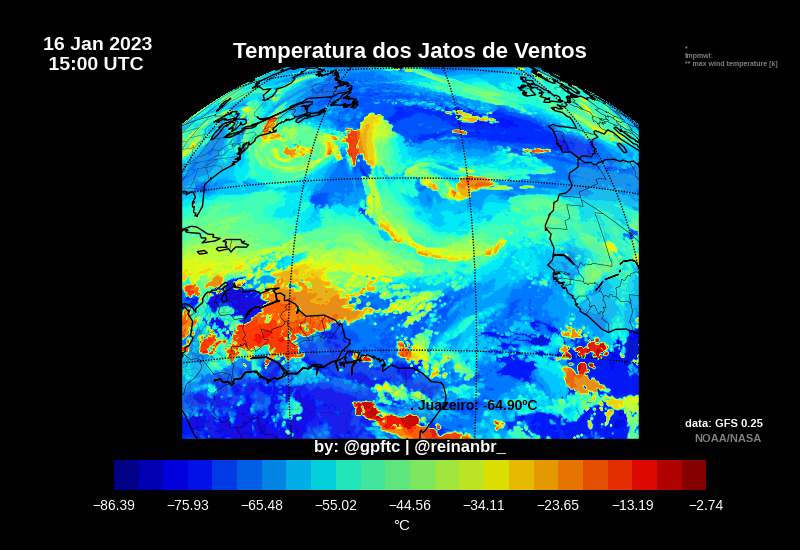 16 Jan 2023
15:00 UTC
Temperatura dos Jatos de Ventos
*
tmpmwl:
** max wind temperature [k]
. Juazeiro: -64.90ºC
data: GFS 0.25
NOAA/NASA
by: @gpftc | @reinanbr_
−86.39 −75.93 −65.48 −55.02 −44.56 −34.11 −23.65 −13.19 −2.74
°C